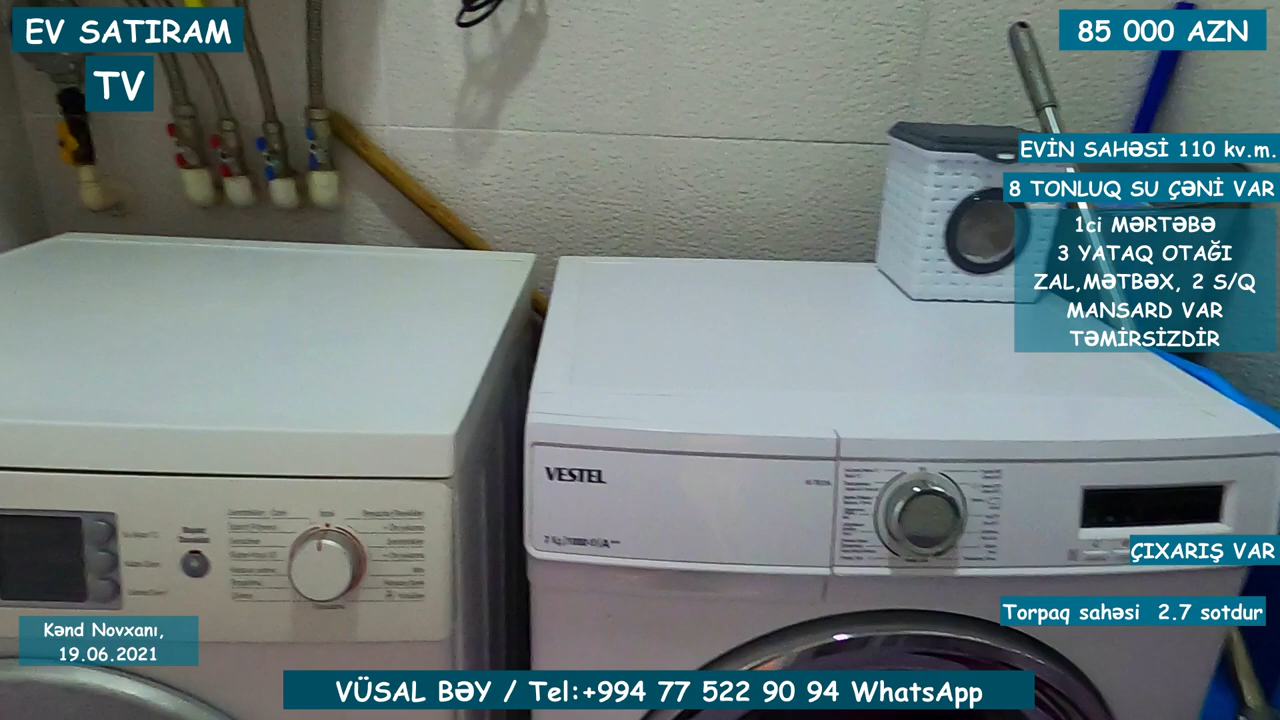 EV SATIRAM
TV
85 000 AZN
EVİN SAHƏSİ 110 kv.m.
8 TONLUQ SU ÇƏNİ VAR
1ci MƏRTƏBƏ
3 YATAQ OTAĞI
ZAL,MƏTBƏX, 2 S/Q
MANSARD VAR
TƏMİRSİZDİR
VESTEL
ÇIXARIŞ VAR
Torpaq sahəsi 2.7 sotdur
Kənd Novxanı,
19.06.2021
VÜSAL BƏY / Tel:+994 77 522 90 94 WhatsApp